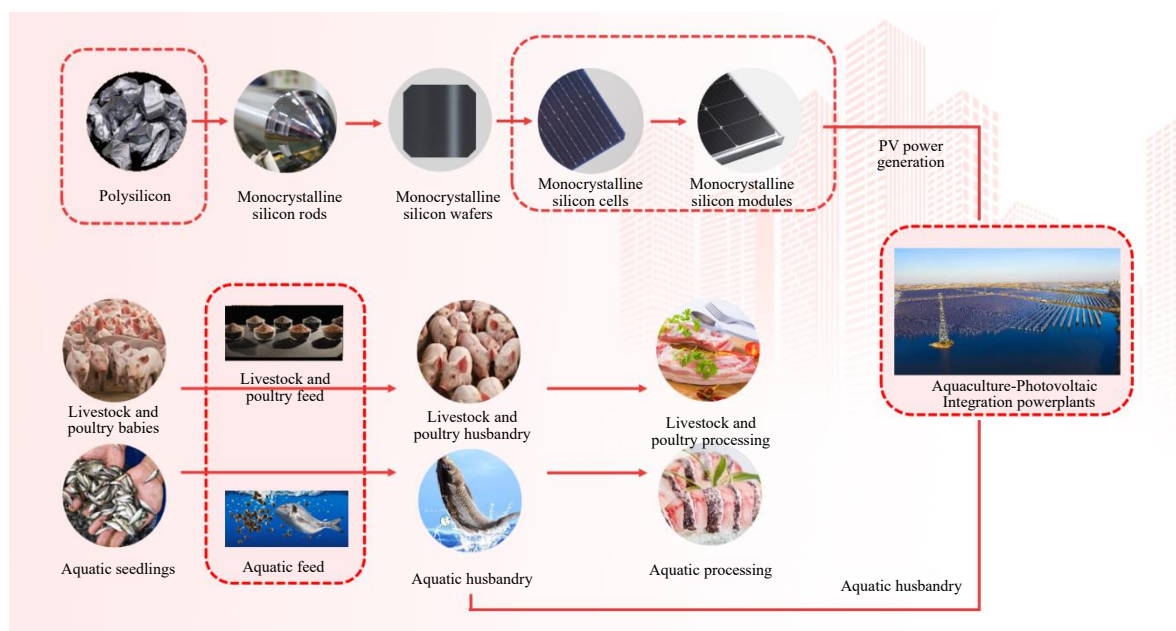 Polysilicon
Monocrystalline
silicon rods
Monocrystalline
silicon wafers
Monocrystalline
silicon cells
Monocrystalline
silicon modules
PV power
generation
Livestock and
poultry babies
Livestock and
poultry feed
Livestock and
poultry husbandry
Livestock and
poultry processing
Aquaculture-Photovoltaic
Integration powerplants
Aquatic seedlings
Aquatic feed
Aquatic husbandry
Aquatic processing
Aquatic husbandry